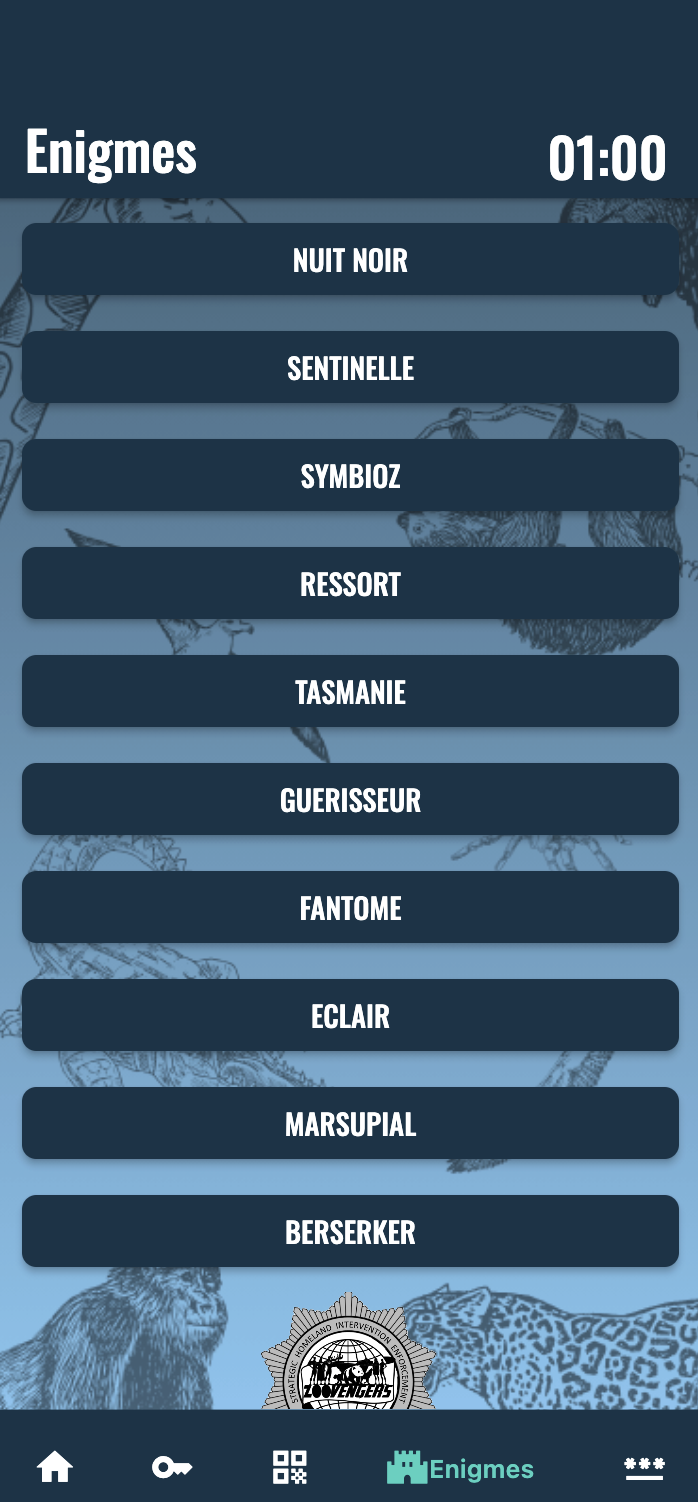 Enigmes
01:00
NUIT NOIR
SENTINELLE
SYMBIOZ
RESSORT
TASMANIE
GUERISSEUR
FANTOME
ECLAIR
MARSUPIAL
BERSERKER
STRATEGIC HOMELAND INTERVENTION ENFORCEMENT
ZOOVENGERS
Enigmes
***